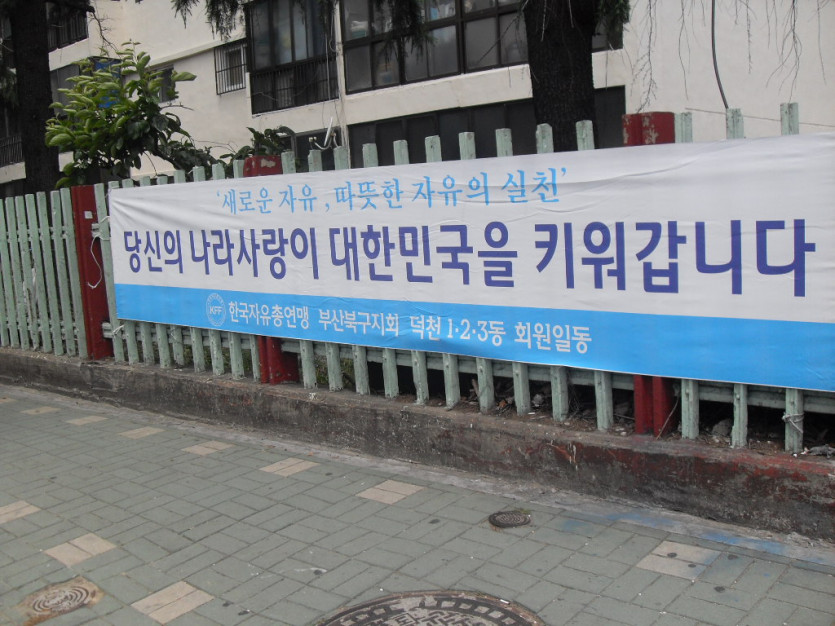 '새로운 자유, 따뜻한 자유의 실천'
당신의 나라사랑이 대한민국을 키워갑니다
KFF 한국자유총연맹 부산북구지회 덕천 1·2·3동 회원일동